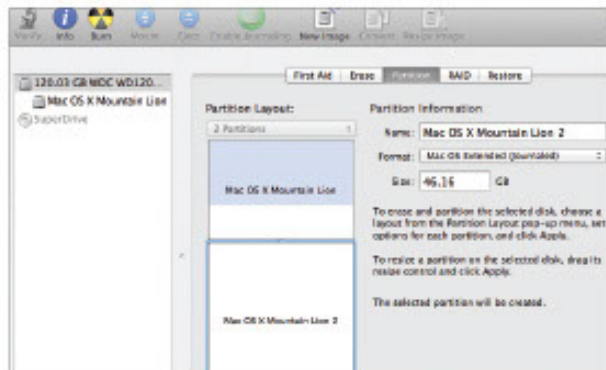 Verify Info Burn Mount Eject Enable Journaling New Image Convert Resize Image
120.03 GB WDC WD120...
Mac OS X Mountain Lion
SuperDrive
First Aid Erase Partition RAID Restore
Partition Layout:
2 Partitions
Mac OS X Mountain Lion
Mac OS X Mountain Lion 2
Partition Information
Name: Mac OS X Mountain Lion 2
Format: Mac OS Extended (Journaled)
Size: 46.16 GB
To erase and partition the selected disk, choose a
layout from the Partition Layout pop-up menu, set
options for each partition, and click Apply.
To resize a partition on the selected disk, drag its
resize control and click Apply.
The selected partition will be created.